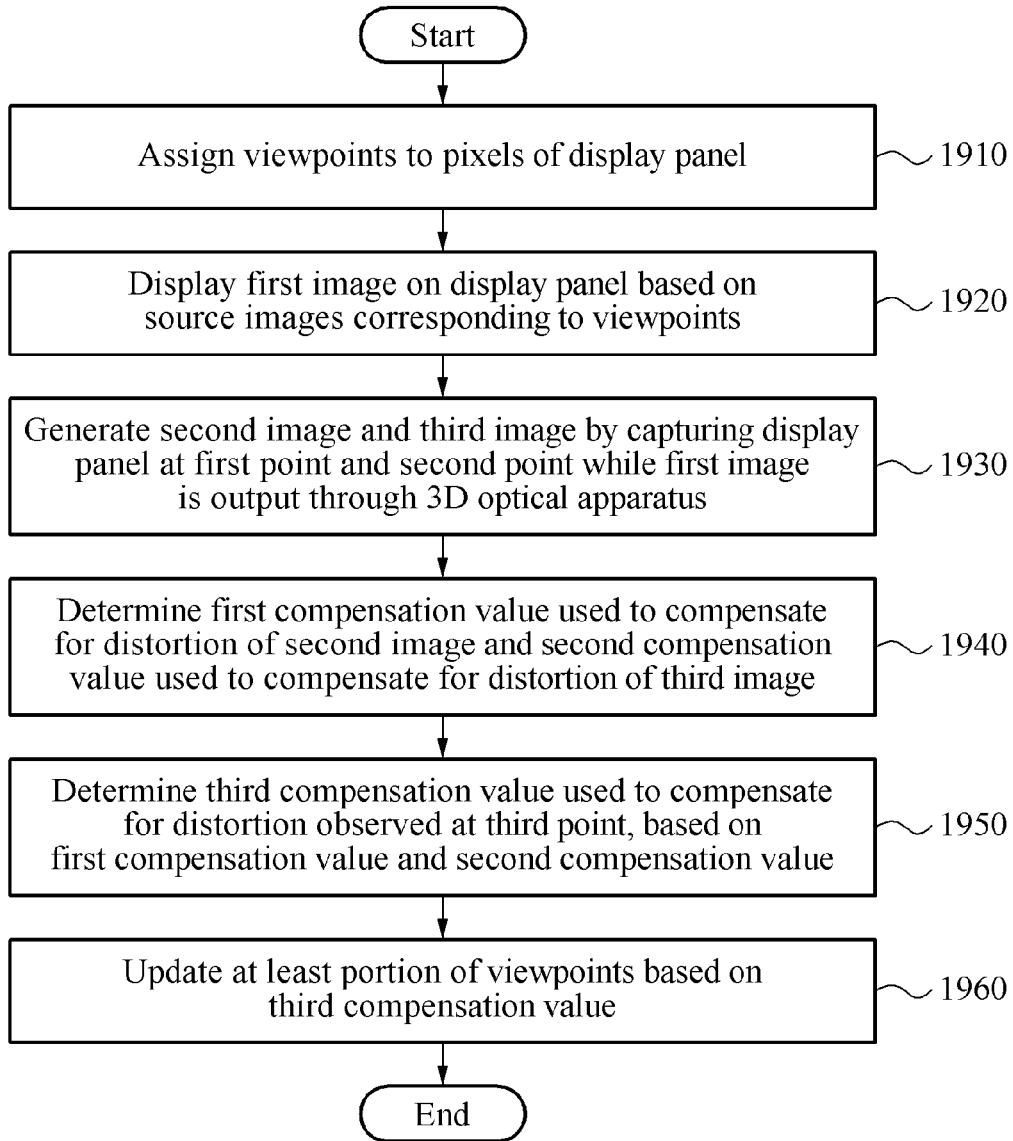 Start
Assign viewpoints to pixels of display panel
1910
Display first image on display panel based on
source images corresponding to viewpoints
1920
Generate second image and third image by capturing display
panel at first point and second point while first image
is output through 3D optical apparatus
1930
Determine first compensation value used to compensate
for distortion of second image and second compensation
value used to compensate for distortion of third image
1940
Determine third compensation value used to compensate
for distortion observed at third point, based on
first compensation value and second compensation value
1950
Update at least portion of viewpoints based on
third compensation value
1960
End